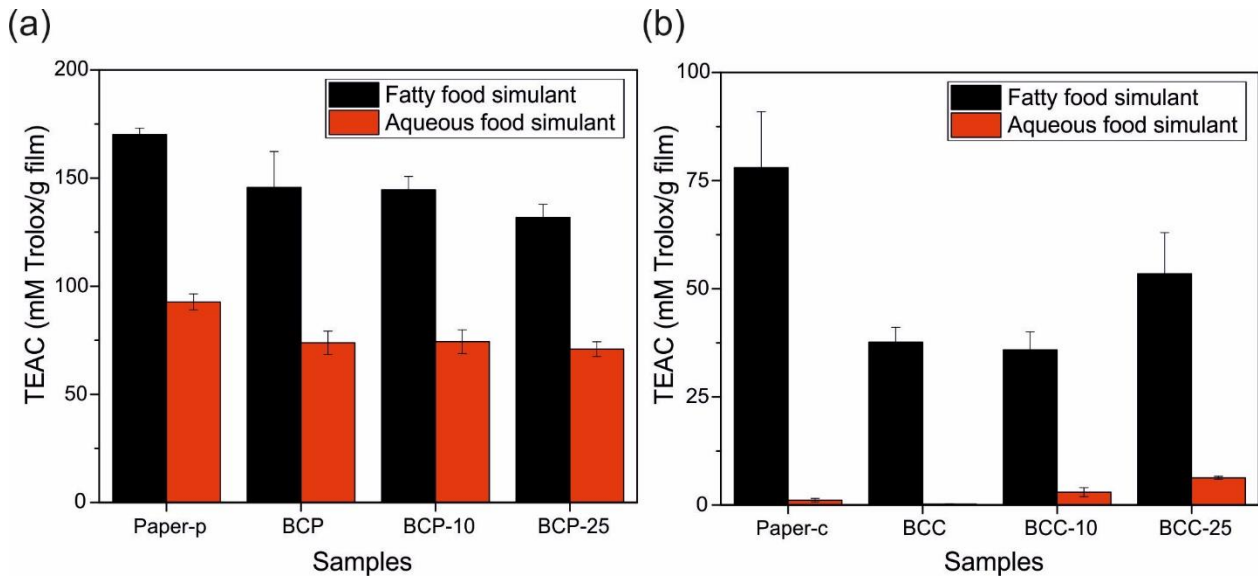 (a)
200
150
100
50
0
TEAC (mM Trolox/g film)
Fatty food simulant
Aqueous food simulant
Paper-p BCP BCP-10 BCP-25
Samples
(b)
100
75
50
25
0
TEAC (mM Trolox/g film)
Fatty food simulant
Aqueous food simulant
Paper-c BCC BCC-10 BCC-25
Samples